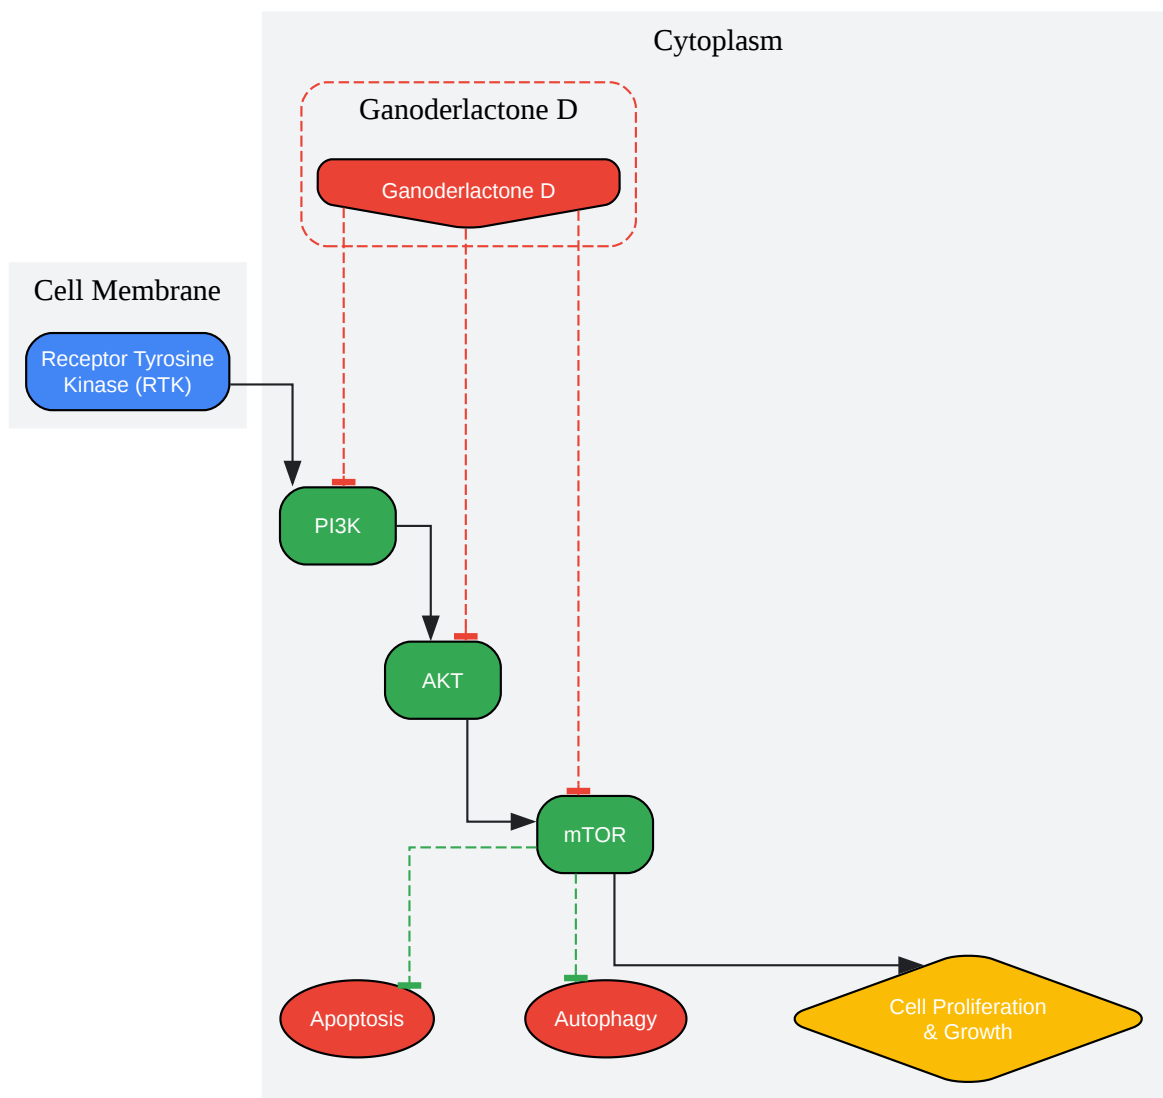 Cytoplasm
Ganoderlactone D
Ganoderlactone D
Cell Membrane
Receptor Tyrosine
Kinase (RTK)
PI3K
AKT
mTOR
Apoptosis
Autophagy
Cell Proliferation
& Growth